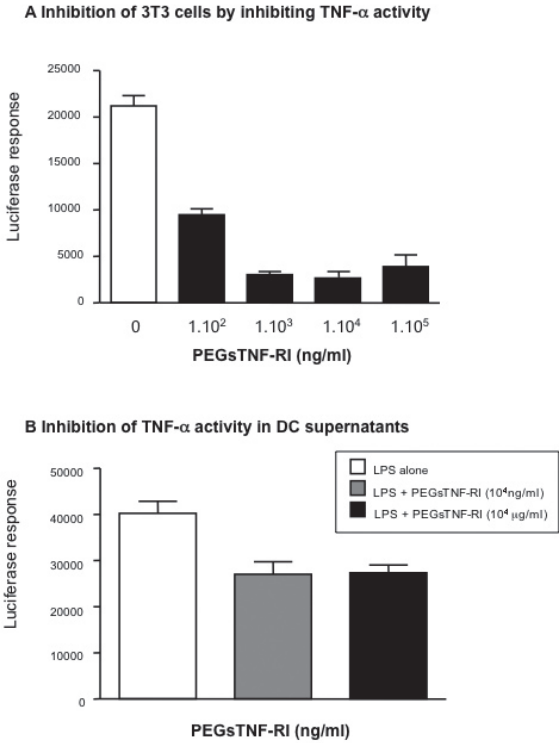 A Inhibition of 3T3 cells by inhibiting TNF-α activity
25000
20000
15000
10000
5000
0
Luciferase response
0 1.10² 1.10³ 1.10⁴ 1.10⁵
PEGsTNF-RI (ng/ml)
B Inhibition of TNF-α activity in DC supernatants
50000
40000
30000
20000
10000
0
Luciferase response
LPS alone
LPS + PEGsTNF-RI (10⁴ng/ml)
LPS + PEGsTNF-RI (10⁴ μg/ml)
PEGsTNF-RI (ng/ml)